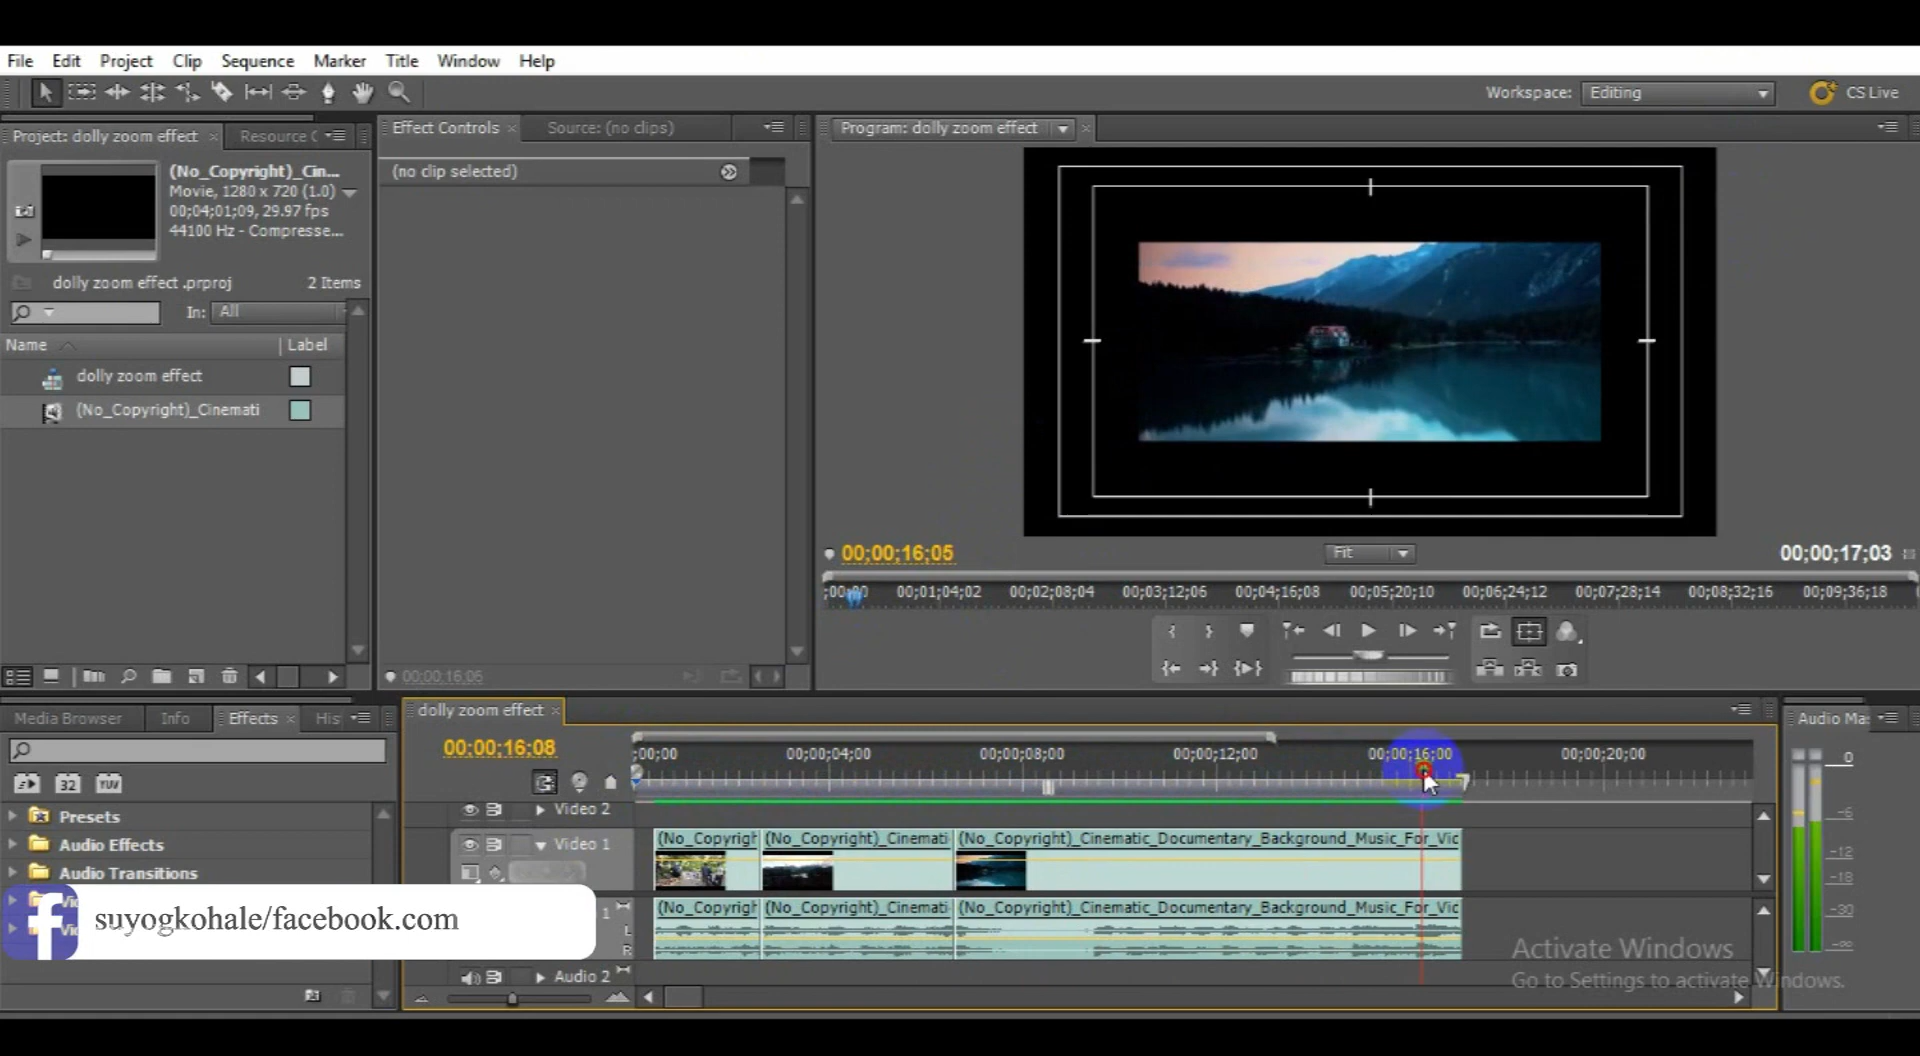 File Edit Project Clip Sequence Marker Title Window Help
Workspace: Editing CS Live
Project: dolly zoom effect × Resource C
Effect Controls × Source: (no clips)
Program: dolly zoom effect ×
(No_Copyright)_Cin...
Movie, 1280 x 720 (1.0)
00;04;01;09, 29.97 fps
44100 Hz - Compresse...
(no clip selected)
dolly zoom effect .prproj 2 Items
In: All
Name Label
dolly zoom effect
(No_Copyright)_Cinemati
00;00;16;05 Fit 00;00;17;03
;00;00 00;01;04;02 00;02;08;04 00;03;12;06 00;04;16;08 00;05;20;10 00;06;24;12 00;07;28;14 00;08;32;16 00;09;36;18
00;00;16;06
Media Browser Info Effects × His
dolly zoom effect ×
Audio Ma:
00;00;16;08
;00;00 00;00;04;00 00;00;08;00 00;00;12;00 00;00;16;00 00;00;20;00
32 YUV
Presets
Audio Effects
Audio Transitions
Vi
Vi
Video 2
Video 1
(No_Copyrigh (No_Copyright)_Cinemati (No_Copyright)_Cinematic_Documentary_Background_Music_For_Vic
1
(No_Copyrigh (No_Copyright)_Cinemati (No_Copyright)_Cinematic_Documentary_Background_Music_For_Vic
L
R
Audio 2
0
-6
-12
-18
-30
-∞
suyogkohale/facebook.com
Activate Windows
Go to Settings to activate Windows.